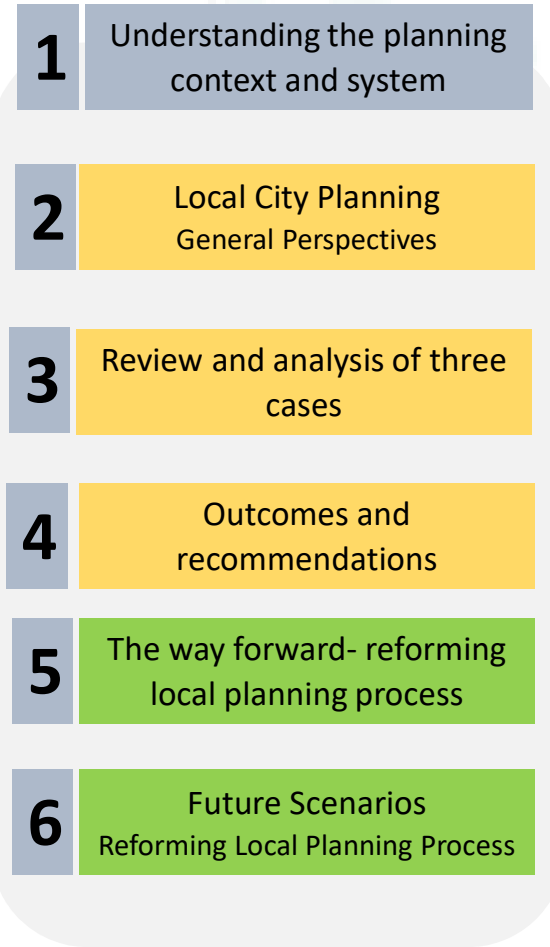 1
Understanding the planning
context and system
2
Local City Planning
General Perspectives
3
Review and analysis of three
cases
4
Outcomes and
recommendations
5
The way forward- reforming
local planning process
6
Future Scenarios
Reforming Local Planning Process